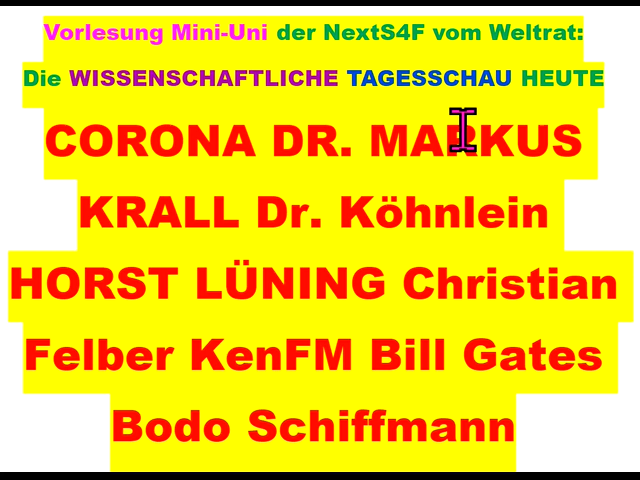 Vorlesung Mini-Uni der NextS4F vom Weltrat:
Die WISSENSCHAFTLICHE TAGESSCHAU HEUTE
CORONA DR. MARKUS
KRALL Dr. Köhnlein
HORST LÜNING Christian
Felber KenFM Bill Gates
Bodo Schiffmann